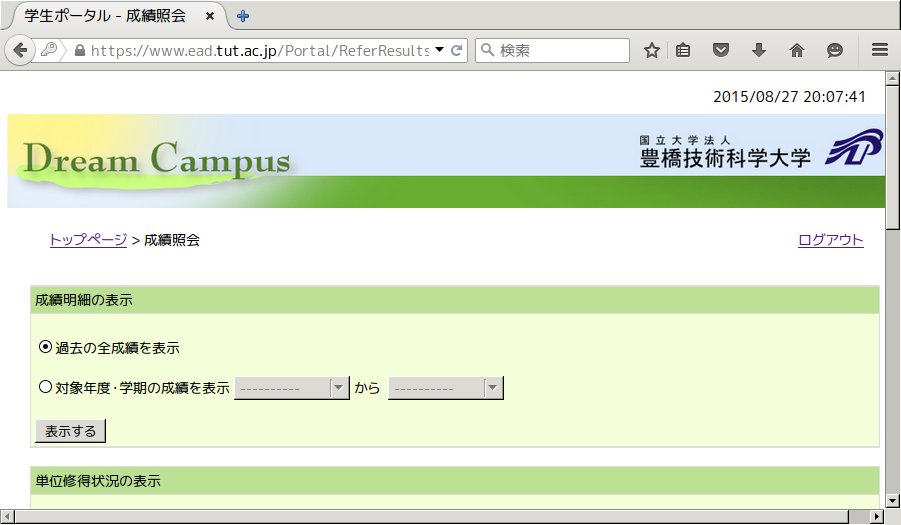 学生ポータル - 成績照会
https://www.ead.tut.ac.jp/Portal/ReferResults
検索
2015/08/27 20:07:41
Dream Campus
国立大学法人
豊橋技術科学大学
トップページ > 成績照会
ログアウト
成績明細の表示
過去の全成績を表示
対象年度・学期の成績を表示 ---------- から ----------
表示する
単位修得状況の表示